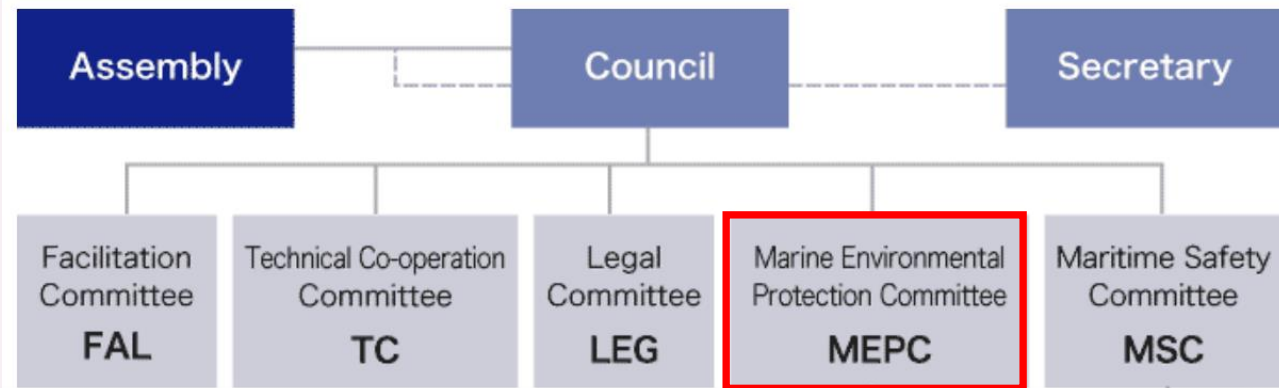 Assembly
Council
Secretary
Facilitation
Committee
FAL
Technical Co-operation
Committee
TC
Legal
Committee
LEG
Marine Environmental
Protection Committee
MEPC
Maritime Safety
Committee
MSC